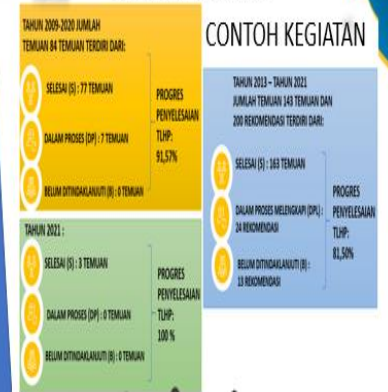 CONTOH KEGIATAN
TAHUN 2009-2020 JUMLAH
TEMUAN 84 TEMUAN TERDIRI DARI:
SELESAI (S) : 77 TEMUAN
DALAM PROSES (DP) : 7 TEMUAN
BELUM DITINDAKLANJUTI (B) : 0 TEMUAN
PROGRES
PENYELESAIAN
TLHP:
91,57%
TAHUN 2021 :
SELESAI (S) : 3 TEMUAN
DALAM PROSES (DP) : 0 TEMUAN
BELUM DITINDAKLANJUTI (B) : 0 TEMUAN
PROGRES
PENYELESAIAN
TLHP:
100 %
TAHUN 2013 – TAHUN 2021
JUMLAH TEMUAN 143 TEMUAN DAN
200 REKOMENDASI TERDIRI DARI:
SELESAI (S) : 163 TEMUAN
DALAM PROSES MELENGKAPI (DPL) :
24 REKOMENDASI
BELUM DITINDAKLANJUTI (B) :
13 REKOMENDASI
PROGRES
PENYELESAIAN
TLHP:
81,50%